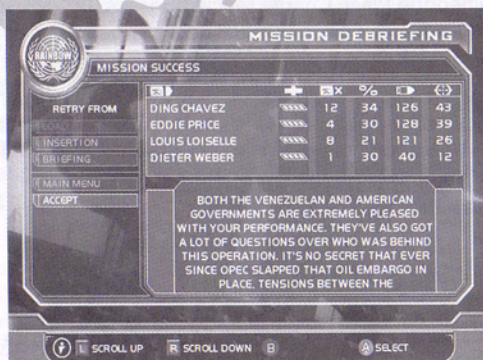 MISSION DEBRIEFING
RAINBOW
MISSION SUCCESS
RETRY FROM
LOAD
INSERTION
BRIEFING
MAIN MENU
ACCEPT
X % 
DING CHAVEZ 12 34 126 43
EDDIE PRICE 4 30 128 39
LOUIS LOISELLE 8 21 121 26
DIETER WEBER 1 30 40 12
BOTH THE VENEZUELAN AND AMERICAN
GOVERNMENTS ARE EXTREMELY PLEASED
WITH YOUR PERFORMANCE. THEY'VE ALSO GOT
A LOT OF QUESTIONS OVER WHO WAS BEHIND
THIS OPERATION. IT'S NO SECRET THAT EVER
SINCE OPEC SLAPPED THAT OIL EMBARGO IN
PLACE, TENSIONS BETWEEN THE
L SCROLL UP R SCROLL DOWN B A SELECT